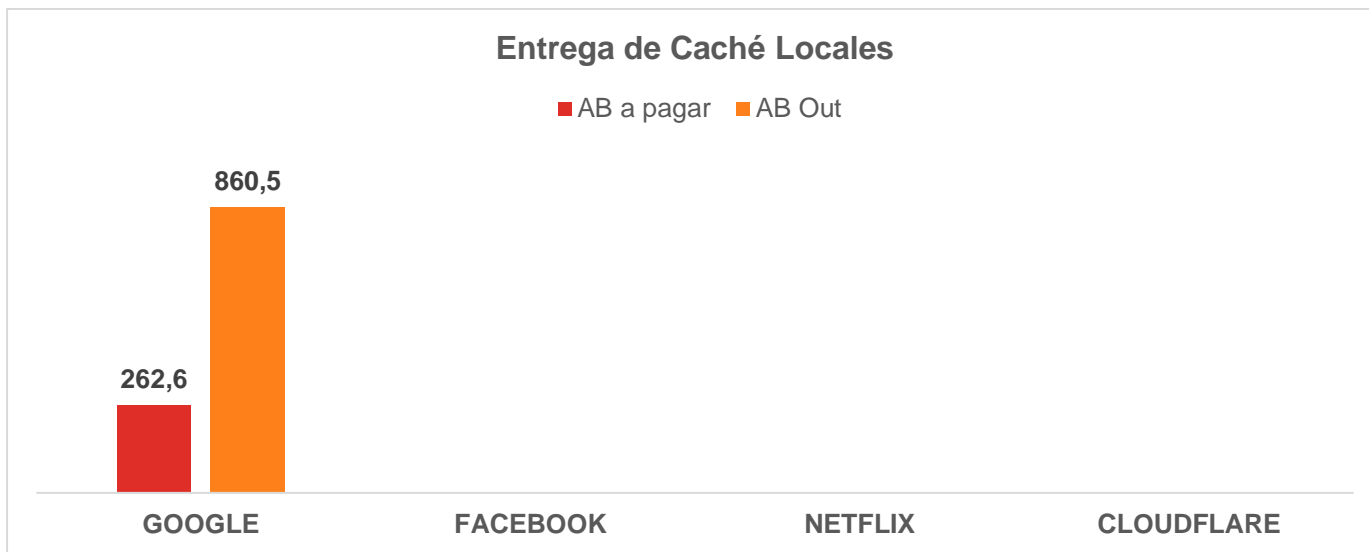 Entrega de Caché Locales
AB a pagar AB Out
860,5
262,6
GOOGLE FACEBOOK NETFLIX CLOUDFLARE